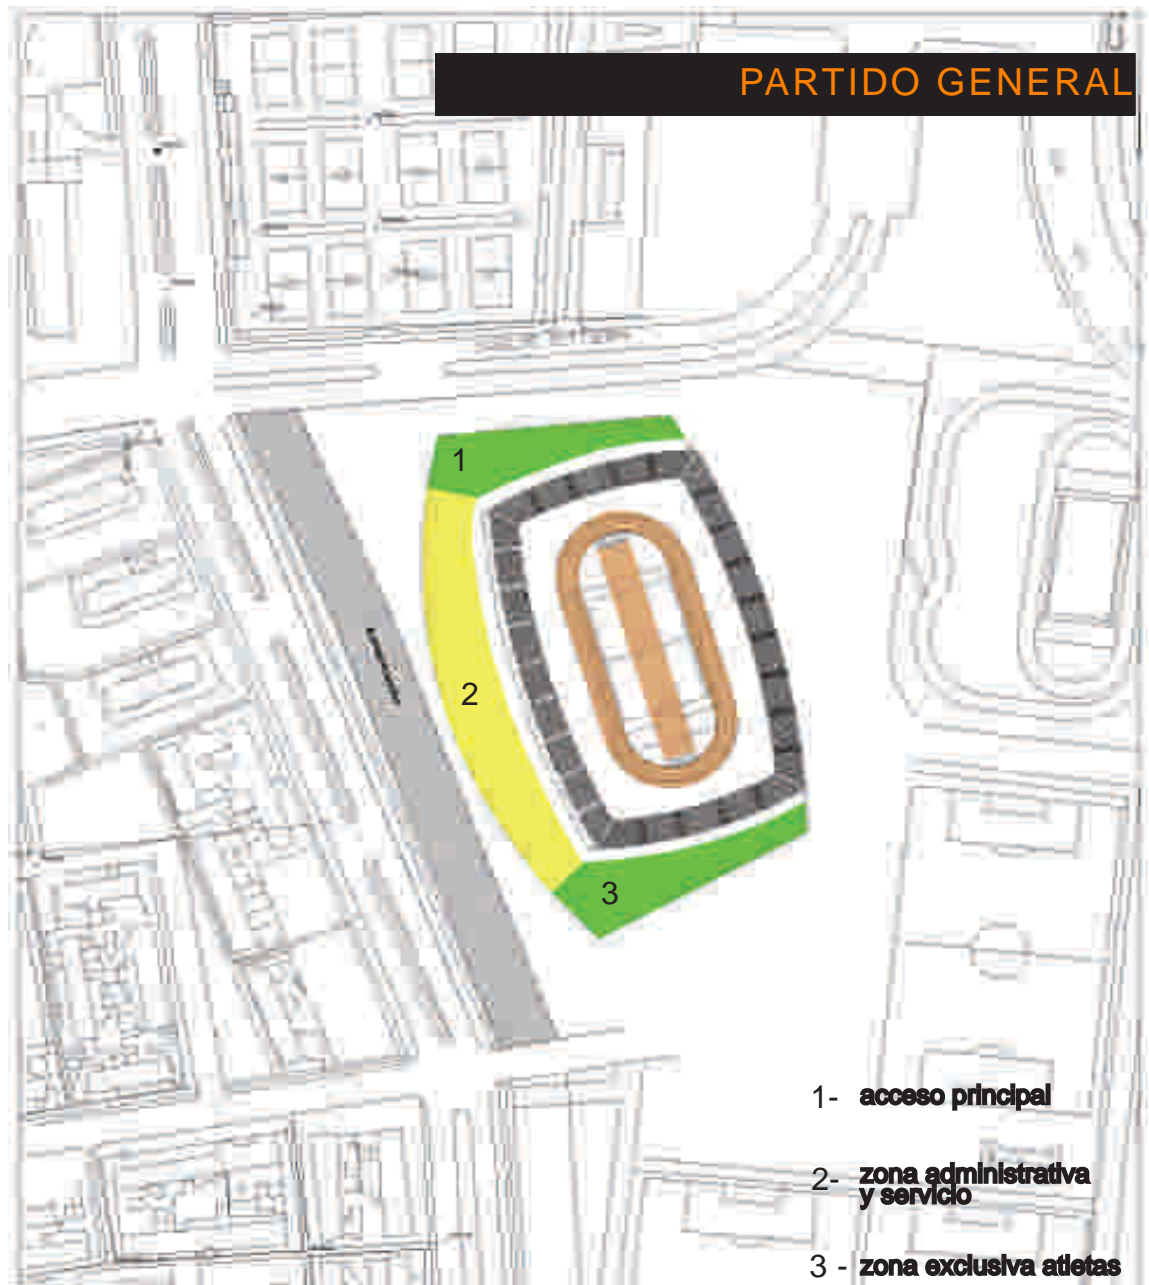 PARTIDO GENERAL
1
2
3
1- acceso principal
2- zona administrativa
y servicio
3 - zona exclusiva atletas